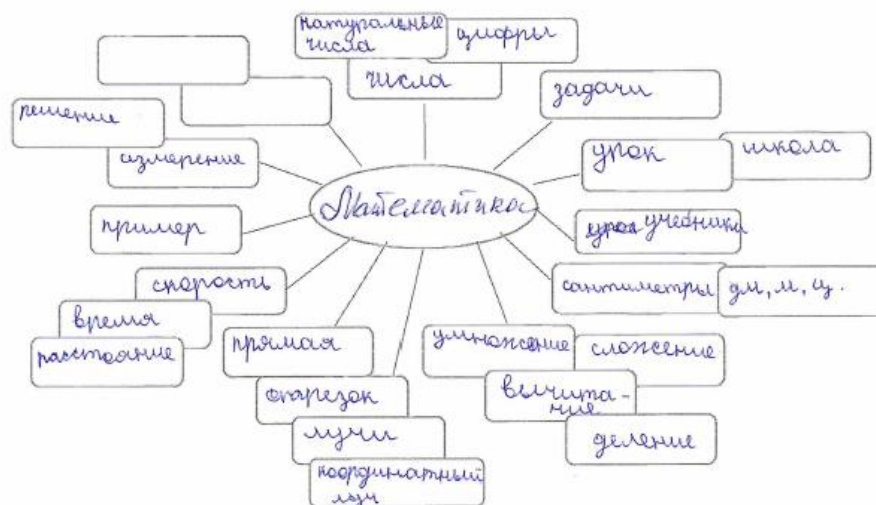 натуральные
числа
цифры
числа
задачи
решение
измерение
урок
школа
Математика
пример
учебники
скорость
сантиметры
дм, м, ц.
время
расстояние
прямая
умножение
сложение
отрезок
вычита-
ние
лучи
деление
координатный
луч